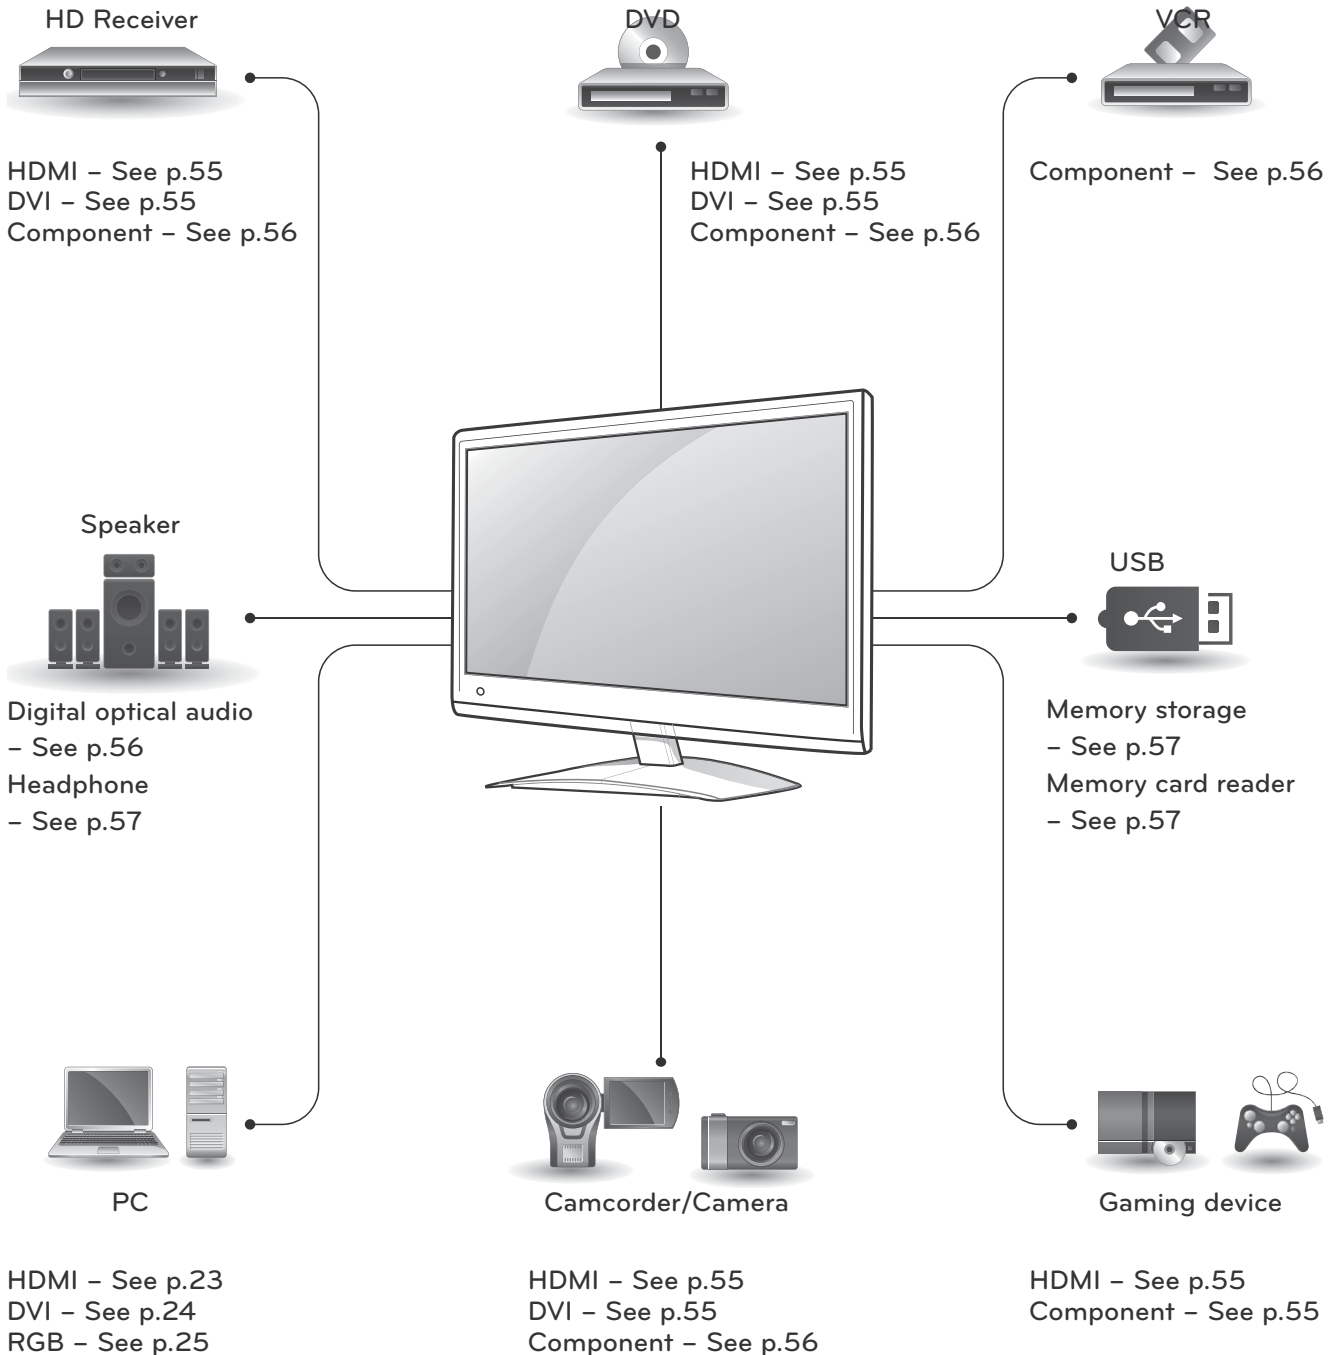 HD Receiver
HDMI – See p.55
DVI – See p.55
Component – See p.56
DVD
HDMI – See p.55
DVI – See p.55
Component – See p.56
VCR
Component – See p.56
Speaker
Digital optical audio
– See p.56
Headphone
– See p.57
USB
Memory storage
– See p.57
Memory card reader
– See p.57
PC
HDMI – See p.23
DVI – See p.24
RGB – See p.25
Camcorder/Camera
HDMI – See p.55
DVI – See p.55
Component – See p.56
Gaming device
HDMI – See p.55
Component – See p.55